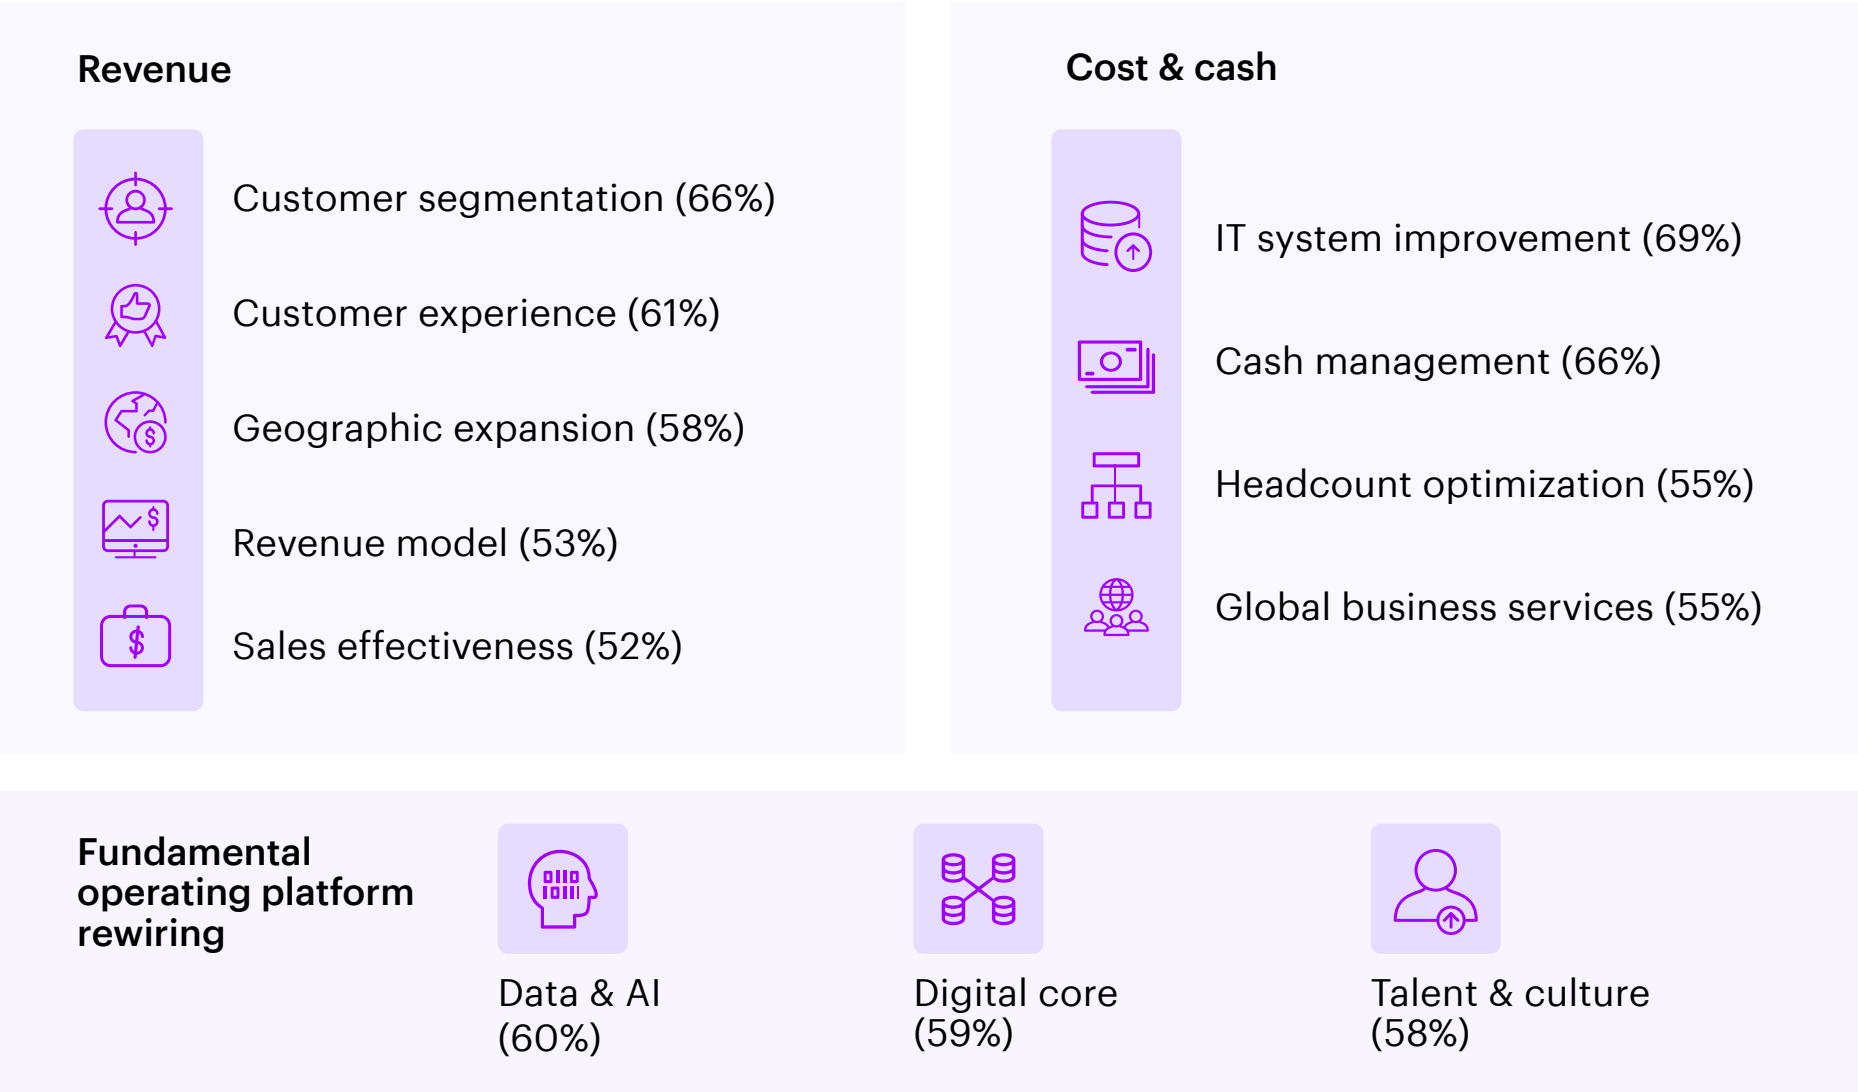 Revenue
Customer segmentation (66%)
Customer experience (61%)
Geographic expansion (58%)
Revenue model (53%)
Sales effectiveness (52%)
Cost & cash
IT system improvement (69%)
Cash management (66%)
Headcount optimization (55%)
Global business services (55%)
Fundamental
operating platform
rewiring
Data & AI
(60%)
Digital core
(59%)
Talent & culture
(58%)